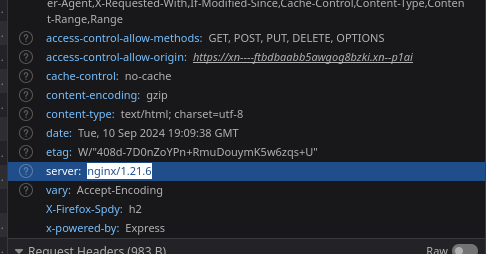 er-Agent,X-Requested-With,If-Modified-Since,Cache-Control,Content-Type,Conten
t-Range,Range
access-control-allow-methods: GET, POST, PUT, DELETE, OPTIONS
access-control-allow-origin: https://xn----ftbdbaabb5awgog8bzki.xn--p1ai
cache-control: no-cache
content-encoding: gzip
content-type: text/html; charset=utf-8
date: Tue, 10 Sep 2024 19:09:38 GMT
etag: W/"408d-7D0nZoYPn+RmuDouymK5w6zqs+U"
server: nginx/1.21.6
vary: Accept-Encoding
X-Firefox-Spdy: h2
x-powered-by: Express
Request Headers (983 B) Raw